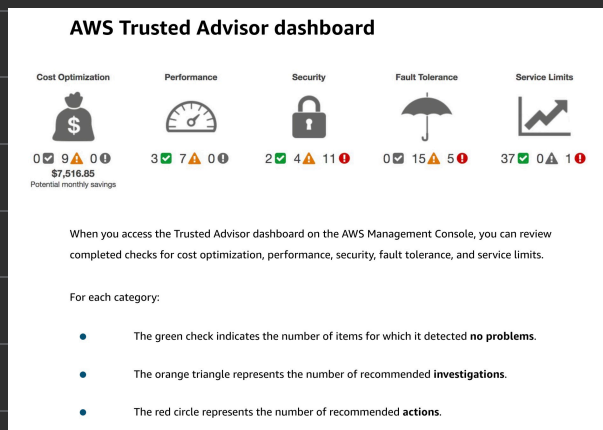 AWS Trusted Advisor dashboard
Cost Optimization Performance Security Fault Tolerance Service Limits
$
0 9 0 3 7 0 2 4 11 0 15 5 37 0 1
$7,516.85
Potential monthly savings
When you access the Trusted Advisor dashboard on the AWS Management Console, you can review
completed checks for cost optimization, performance, security, fault tolerance, and service limits.
For each category:
The green check indicates the number of items for which it detected no problems.
The orange triangle represents the number of recommended investigations.
The red circle represents the number of recommended actions.